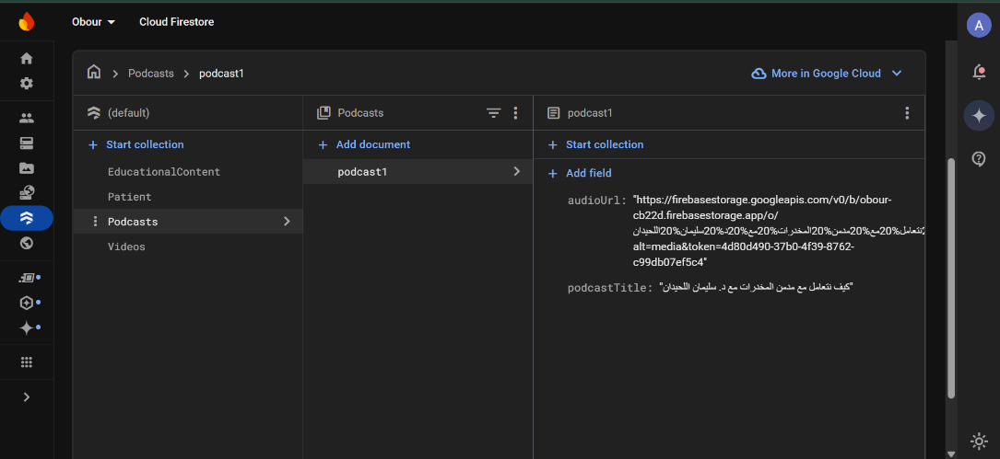 Obour
Cloud Firestore
A
Podcasts
podcast1
More in Google Cloud
(default)
Podcasts
podcast1
Start collection
Add document
Start collection
EducationalContent
podcast1
Add field
Patient
Podcasts
Videos
audioUrl: "https://firebasestorage.googleapis.com/v0/b/obour-
cb22d.firebasestorage.app/o/
نتعامل%20مع%20مدمن%20المخدرات%20مع%20د%20سليمان%20اللحيدان
alt=media&token=4d80d490-37b0-4f39-8762-
c99db07ef5c4"
podcastTitle: "كيف نتعامل مع مدمن المخدرات مع د. سليمان اللحيدان"